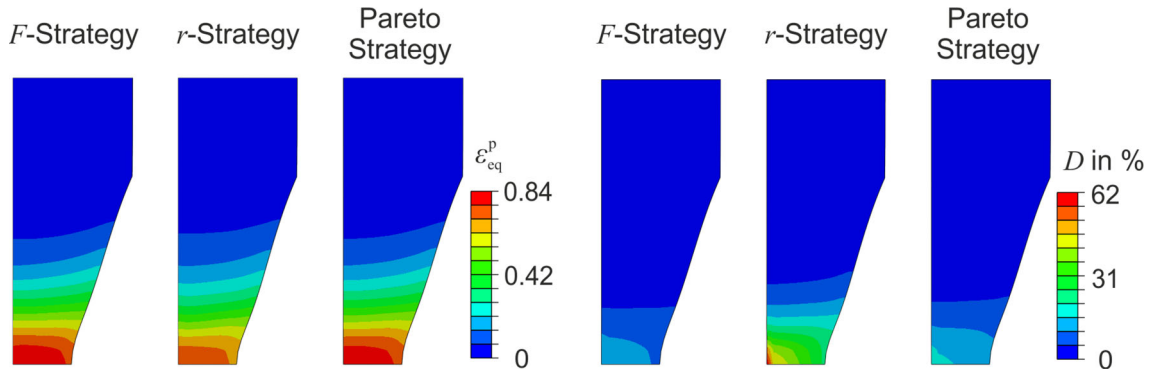 F-Strategy
r-Strategy
Pareto
Strategy
ε^p_eq
0.84
0.42
0
F-Strategy
r-Strategy
Pareto
Strategy
D in %
62
31
0